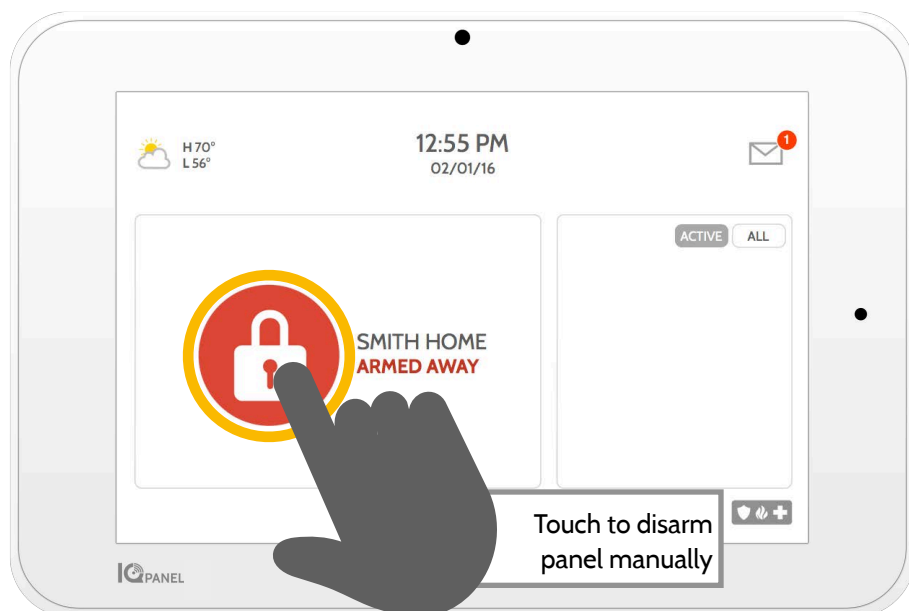 H 70°
L 56°
12:55 PM
02/01/16
1
ACTIVE
ALL
SMITH HOME
ARMED AWAY
Touch to disarm
panel manually
IQ PANEL